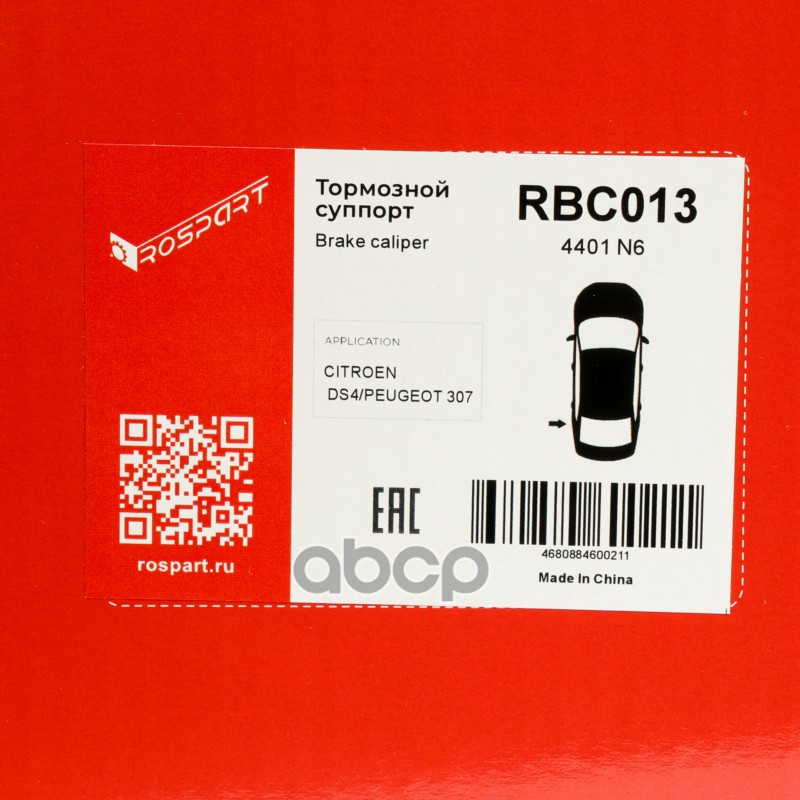 ROSPART
Тормозной
суппорт
Brake caliper
RBC013
4401 N6
APPLICATION
CITROEN
DS4/PEUGEOT 307
EAC
4680884600211
Made In China
rospart.ru
abcp